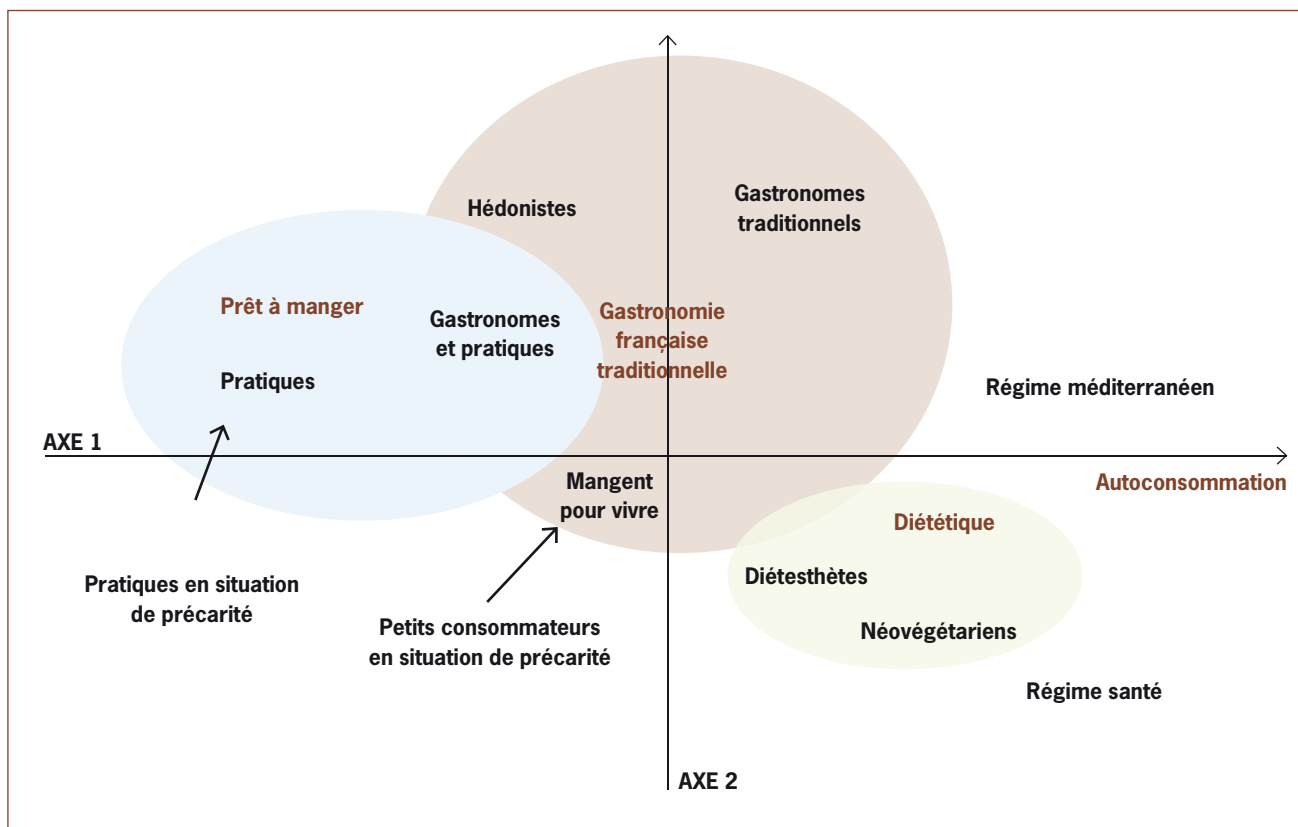 Hédonistes
Gastronomes
traditionnels
Prêt à manger
Gastronomes
et pratiques
Gastronomie
française
traditionnelle
Pratiques
Régime méditerranéen
AXE 1
Mangent
pour vivre
Autoconsommation
Diététique
Pratiques en situation
de précarité
Diétesthètes
Petits consommateurs
en situation de précarité
Néovégétariens
Régime santé
AXE 2